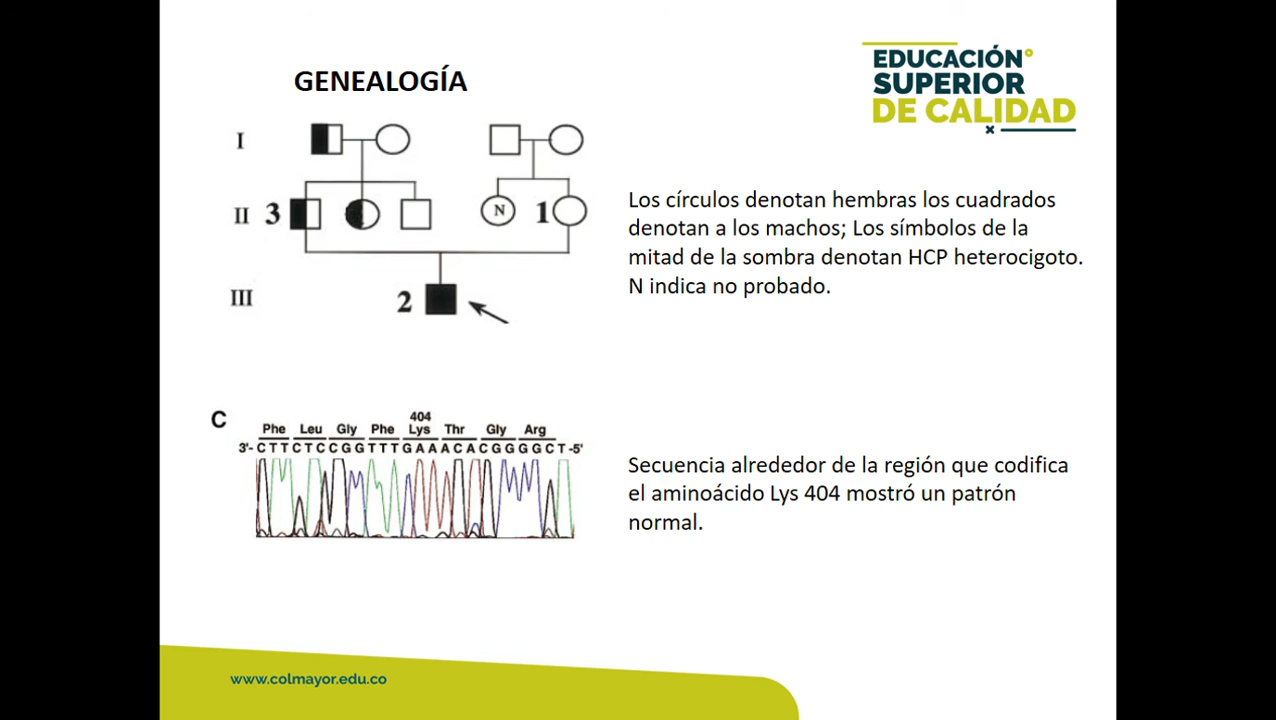 GENEALOGÍA
EDUCACIÓN
SUPERIOR
DE CALIDAD
I
II 3 N 1
III 2
Los círculos denotan hembras los cuadrados
denotan a los machos; Los símbolos de la
mitad de la sombra denotan HCP heterocigoto.
N indica no probado.
C
404
Phe Leu Gly Phe Lys Thr Gly Arg
3'- C T T C T C C G G T T T G A A A C A C G G G G C T -5'
Secuencia alrededor de la región que codifica
el aminoácido Lys 404 mostró un patrón
normal.
www.colmayor.edu.co